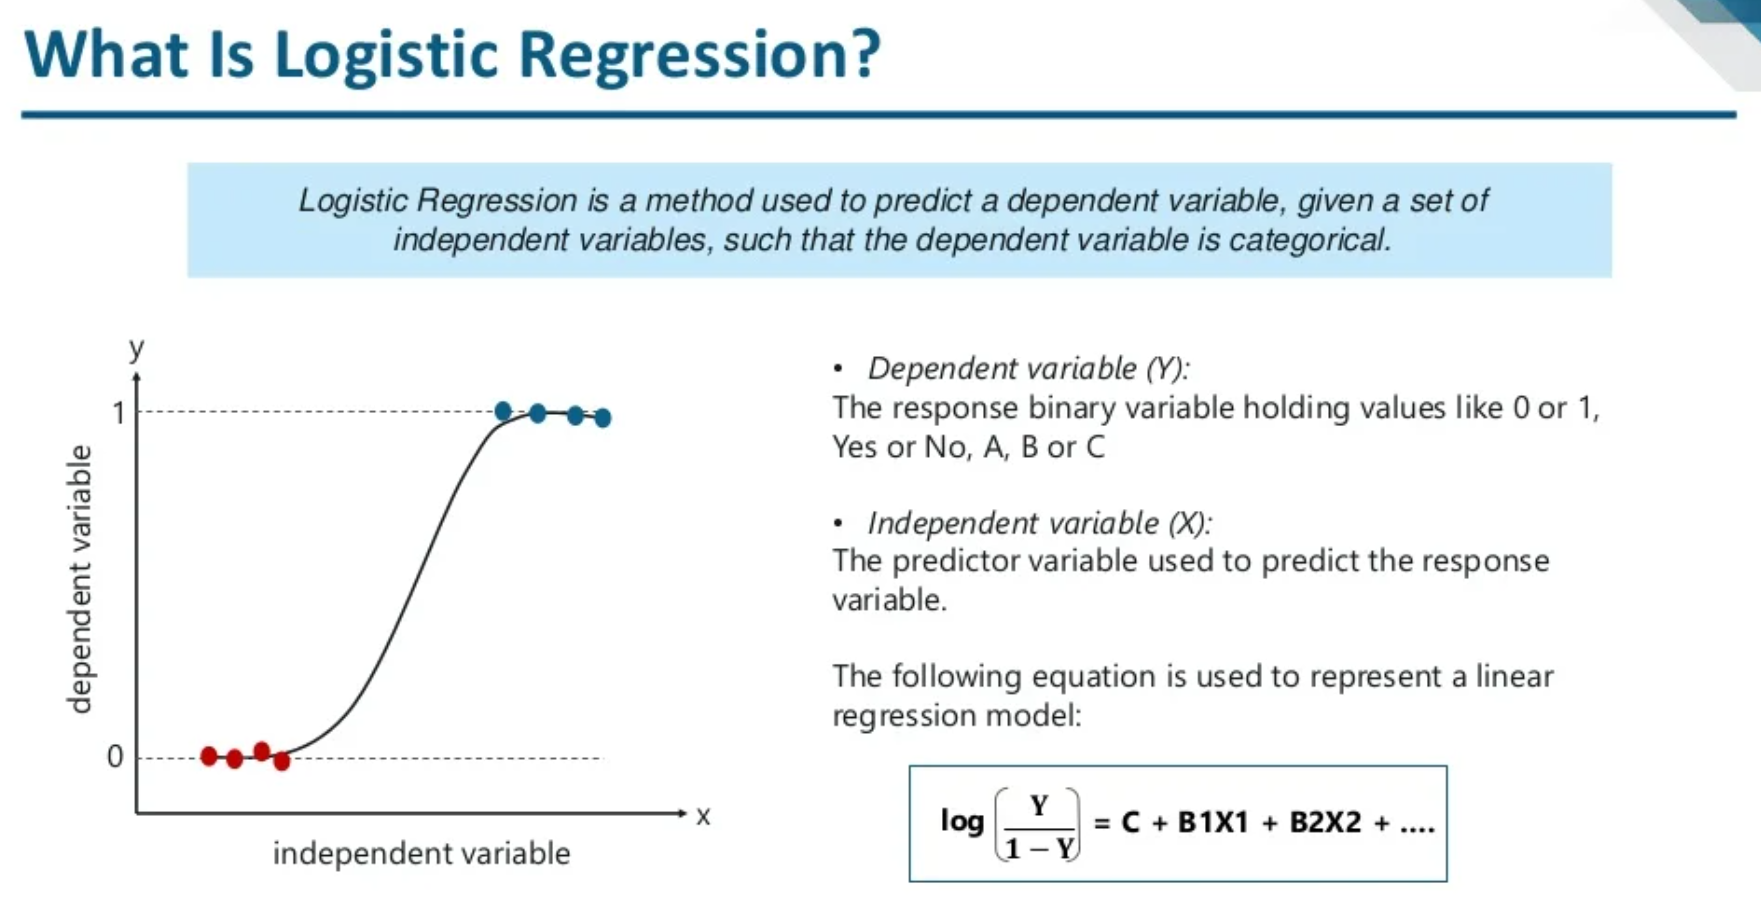 What Is Logistic Regression?
Logistic Regression is a method used to predict a dependent variable, given a set of
independent variables, such that the dependent variable is categorical.
y
1
dependent variable
0
x
independent variable
• Dependent variable (Y):
The response binary variable holding values like 0 or 1,
Yes or No, A, B or C
• Independent variable (X):
The predictor variable used to predict the response
variable.
The following equation is used to represent a linear
regression model:
log (Y / 1 − Y) = C + B1X1 + B2X2 + ....